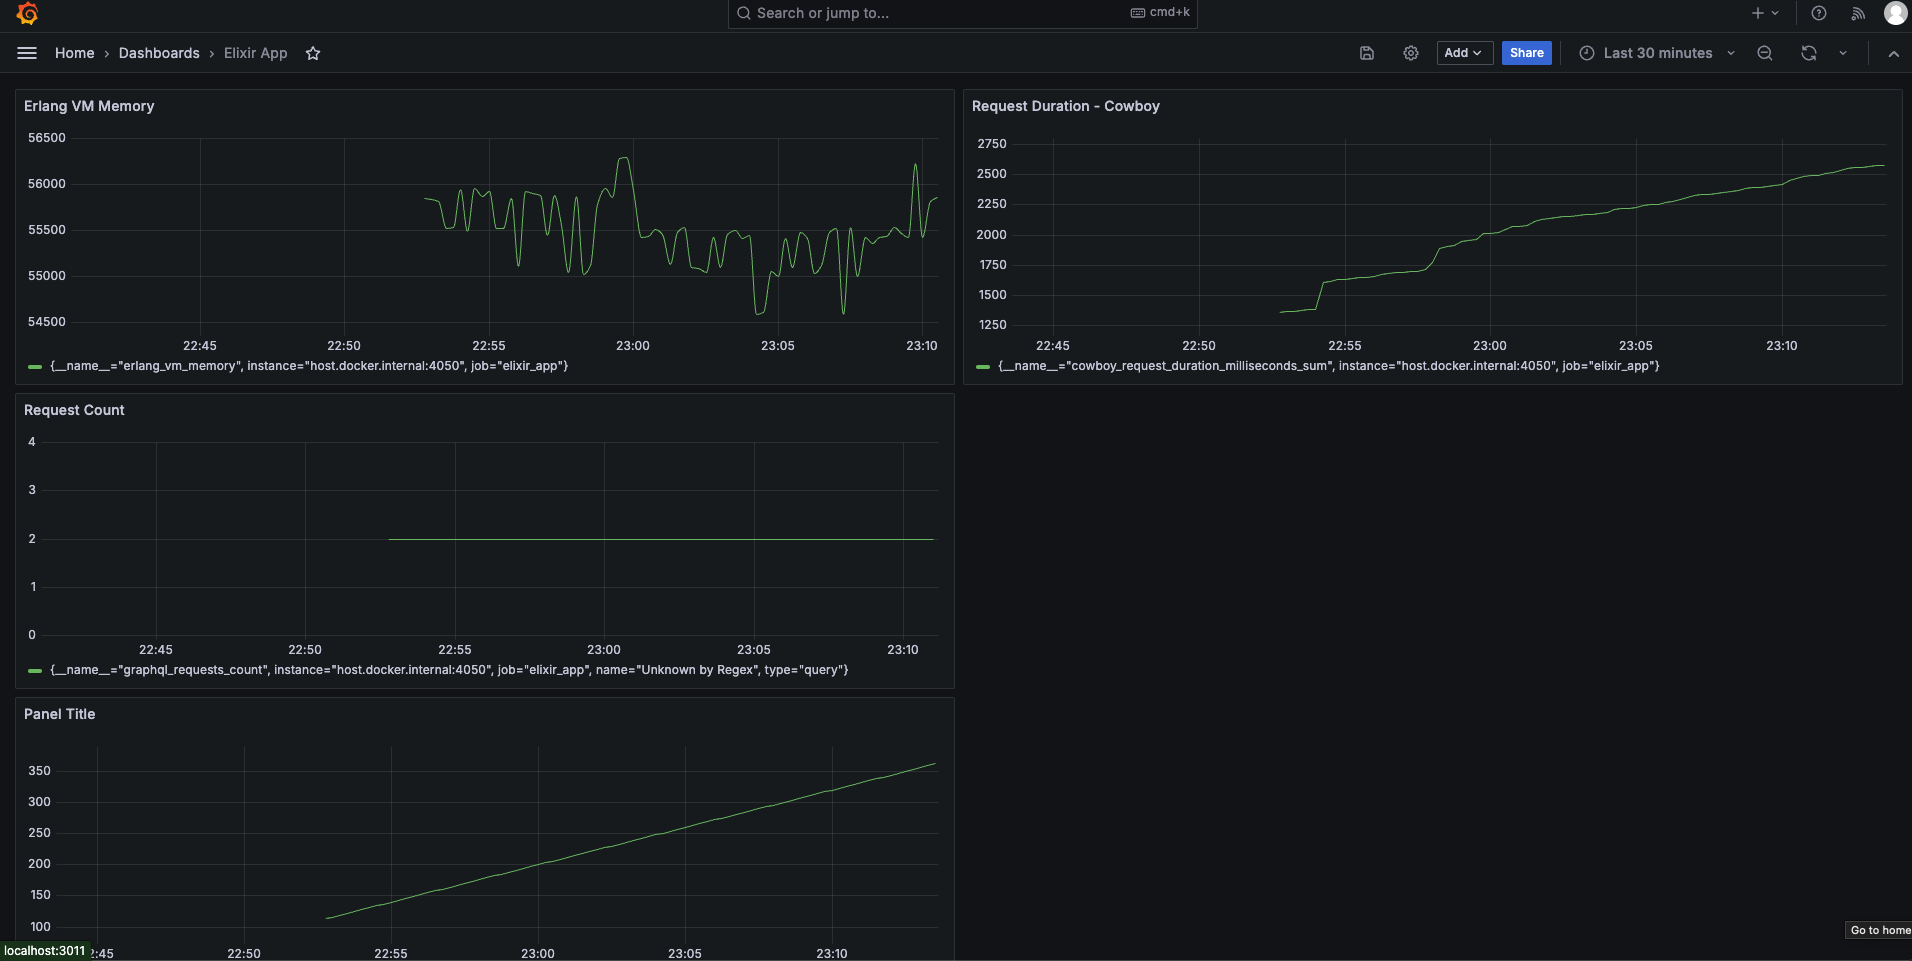 Search or jump to...
cmd+k
Home › Dashboards › Elixir App
Add
Share
Last 30 minutes
Erlang VM Memory
56500
56000
55500
55000
54500
22:45 22:50 22:55 23:00 23:05 23:10
{__name__="erlang_vm_memory", instance="host.docker.internal:4050", job="elixir_app"}
Request Duration - Cowboy
2750
2500
2250
2000
1750
1500
1250
22:45 22:50 22:55 23:00 23:05 23:10
{__name__="cowboy_request_duration_milliseconds_sum", instance="host.docker.internal:4050", job="elixir_app"}
Request Count
4
3
2
1
0
22:45 22:50 22:55 23:00 23:05 23:10
{__name__="graphql_requests_count", instance="host.docker.internal:4050", job="elixir_app", name="Unknown by Regex", type="query"}
Panel Title
350
300
250
200
150
100
:45 22:50 22:55 23:00 23:05 23:10
localhost:3011
Go to home